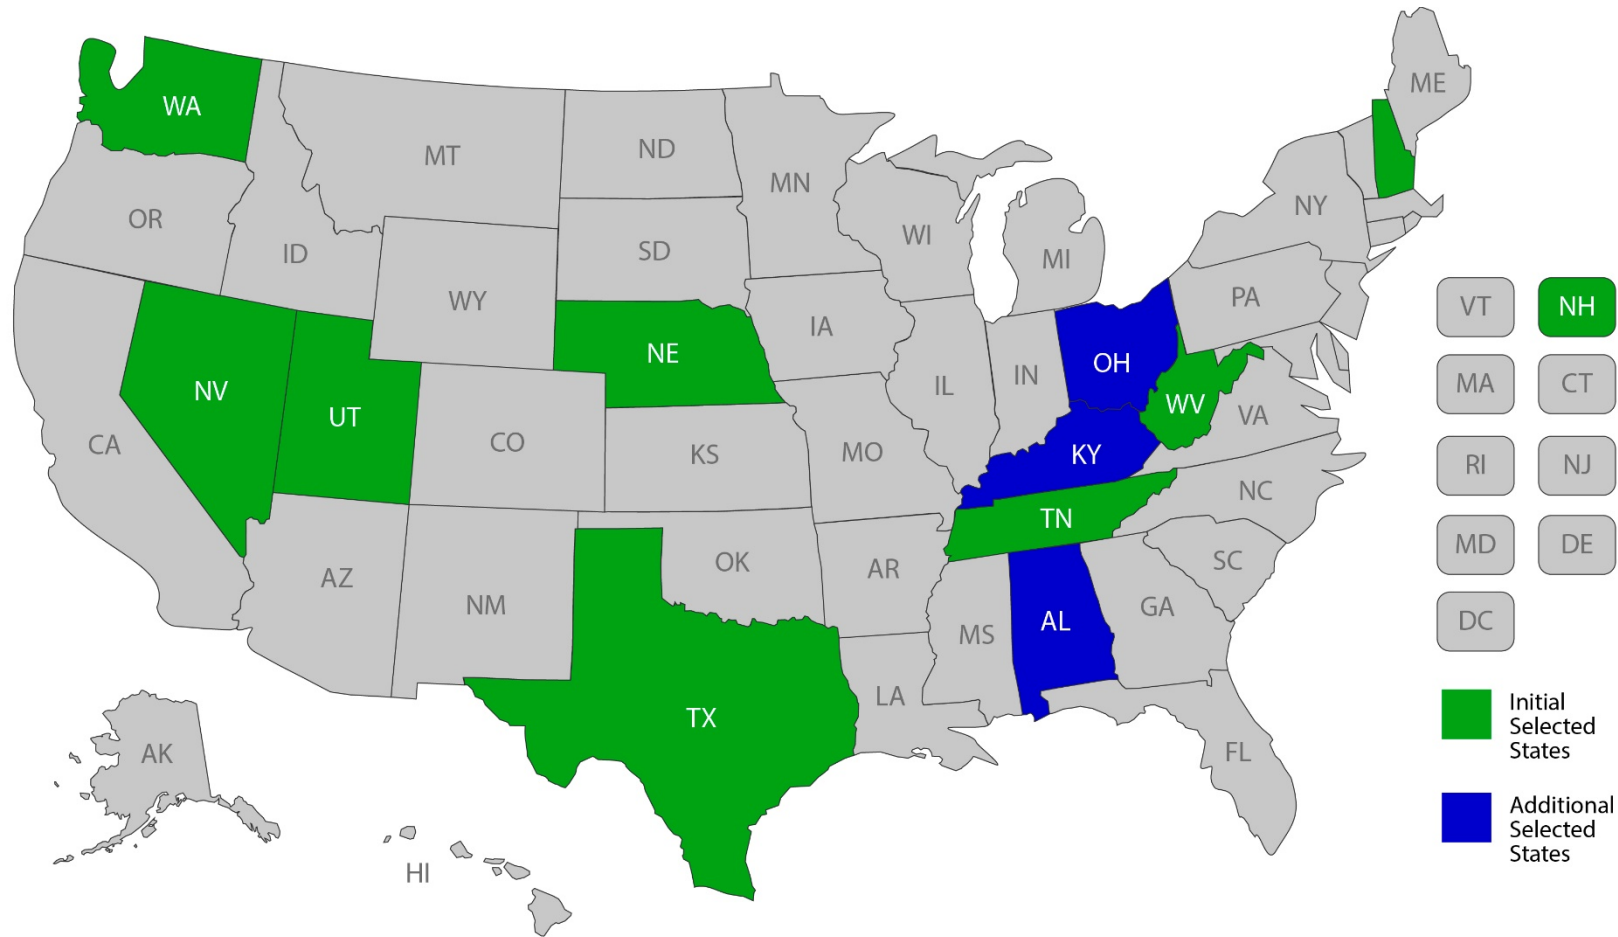 WA
MT
ND
MN
ME
OR
ID
WY
SD
WI
MI
NY
NV
UT
CO
NE
IA
IL
IN
OH
PA
CA
KS
MO
KY
WV
VA
AZ
NM
OK
AR
TN
NC
SC
TX
LA
MS
AL
GA
FL
AK
HI
VT
NH
MA
CT
RI
NJ
MD
DE
DC
Initial
Selected
States
Additional
Selected
States